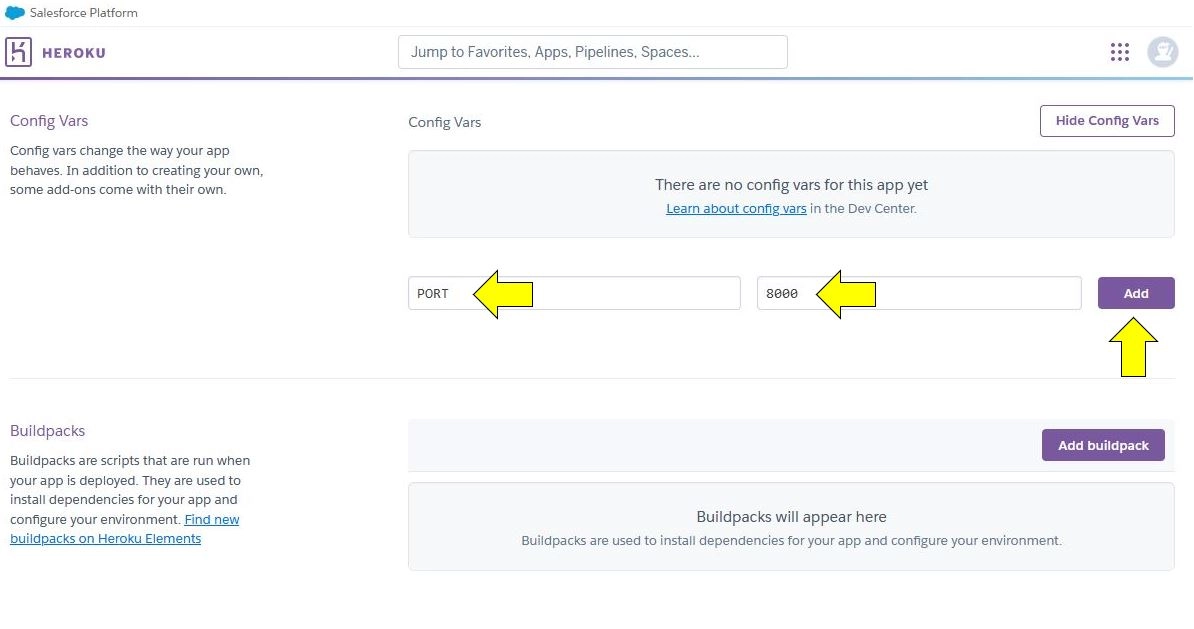 Salesforce Platform
HEROKU
Jump to Favorites, Apps, Pipelines, Spaces...
Config Vars
Config vars change the way your app
behaves. In addition to creating your own,
some add-ons come with their own.
Config Vars
Hide Config Vars
There are no config vars for this app yet
Learn about config vars in the Dev Center.
PORT
8000
Add
Buildpacks
Buildpacks are scripts that are run when
your app is deployed. They are used to
install dependencies for your app and
configure your environment. Find new
buildpacks on Heroku Elements
Add buildpack
Buildpacks will appear here
Buildpacks are used to install dependencies for your app and configure your environment.